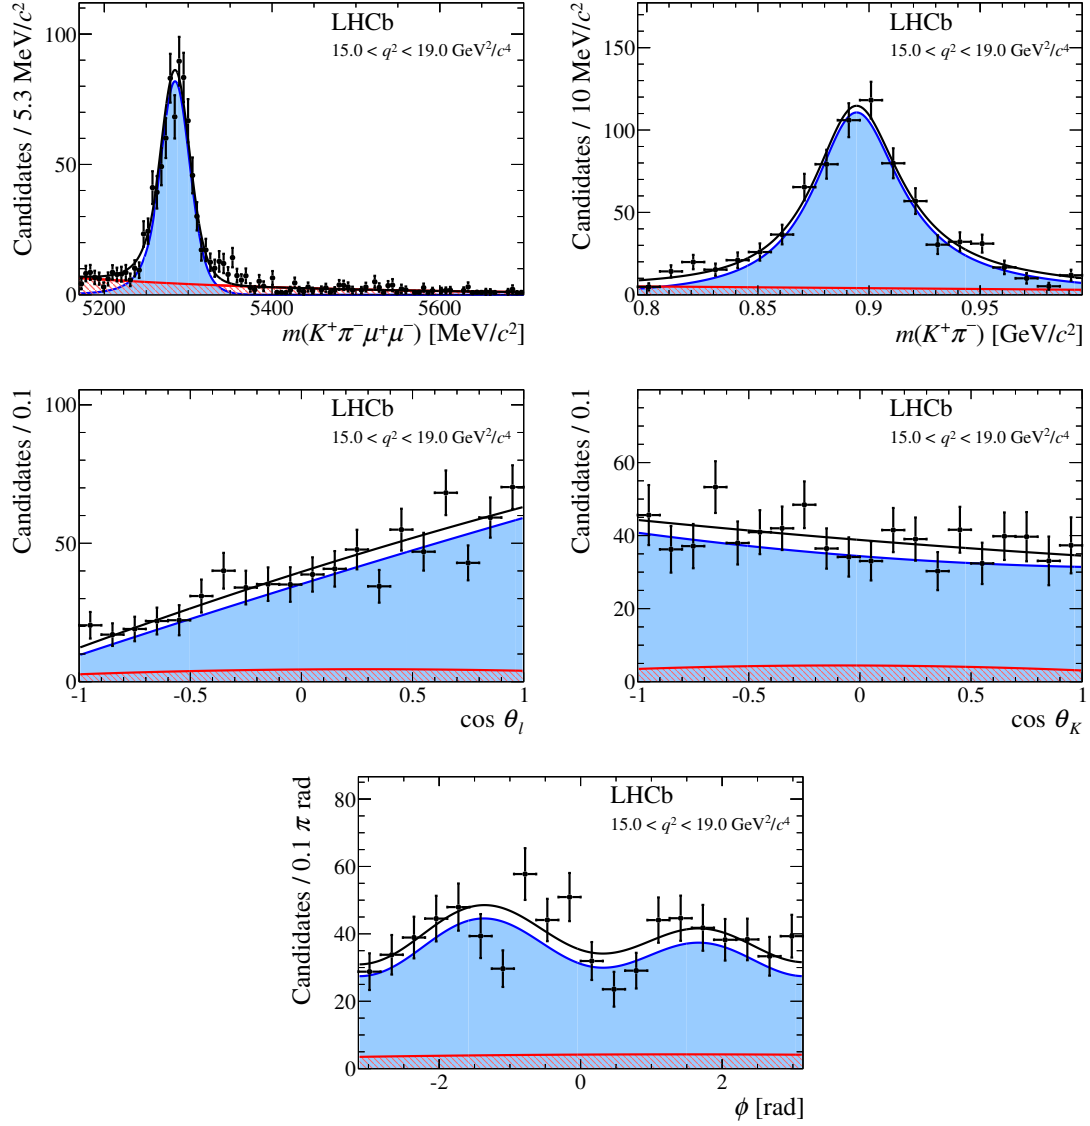 Candidates / 5.3 MeV/c²
100
50
0
LHCb
15.0 < q² < 19.0 GeV²/c⁴
5200 5400 5600
m(K⁺π⁻μ⁺μ⁻) [MeV/c²]
Candidates / 10 MeV/c²
150
100
50
0
LHCb
15.0 < q² < 19.0 GeV²/c⁴
0.8 0.85 0.9 0.95
m(K⁺π⁻) [GeV/c²]
Candidates / 0.1
100
50
0
LHCb
15.0 < q² < 19.0 GeV²/c⁴
-1 -0.5 0 0.5 1
cos θ_l
Candidates / 0.1
60
40
20
0
LHCb
15.0 < q² < 19.0 GeV²/c⁴
-1 -0.5 0 0.5 1
cos θ_K
Candidates / 0.1 π rad
80
60
40
20
0
LHCb
15.0 < q² < 19.0 GeV²/c⁴
-2 0 2
ϕ [rad]